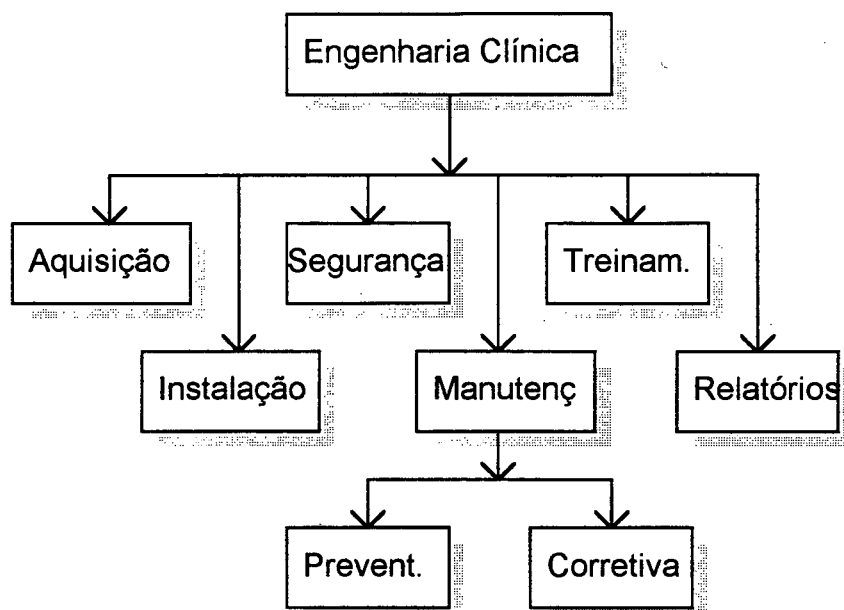 Engenharia Clínica
Aquisição
Segurança
Treinam.
Instalação
Manutenç
Relatórios
Prevent.
Corretiva